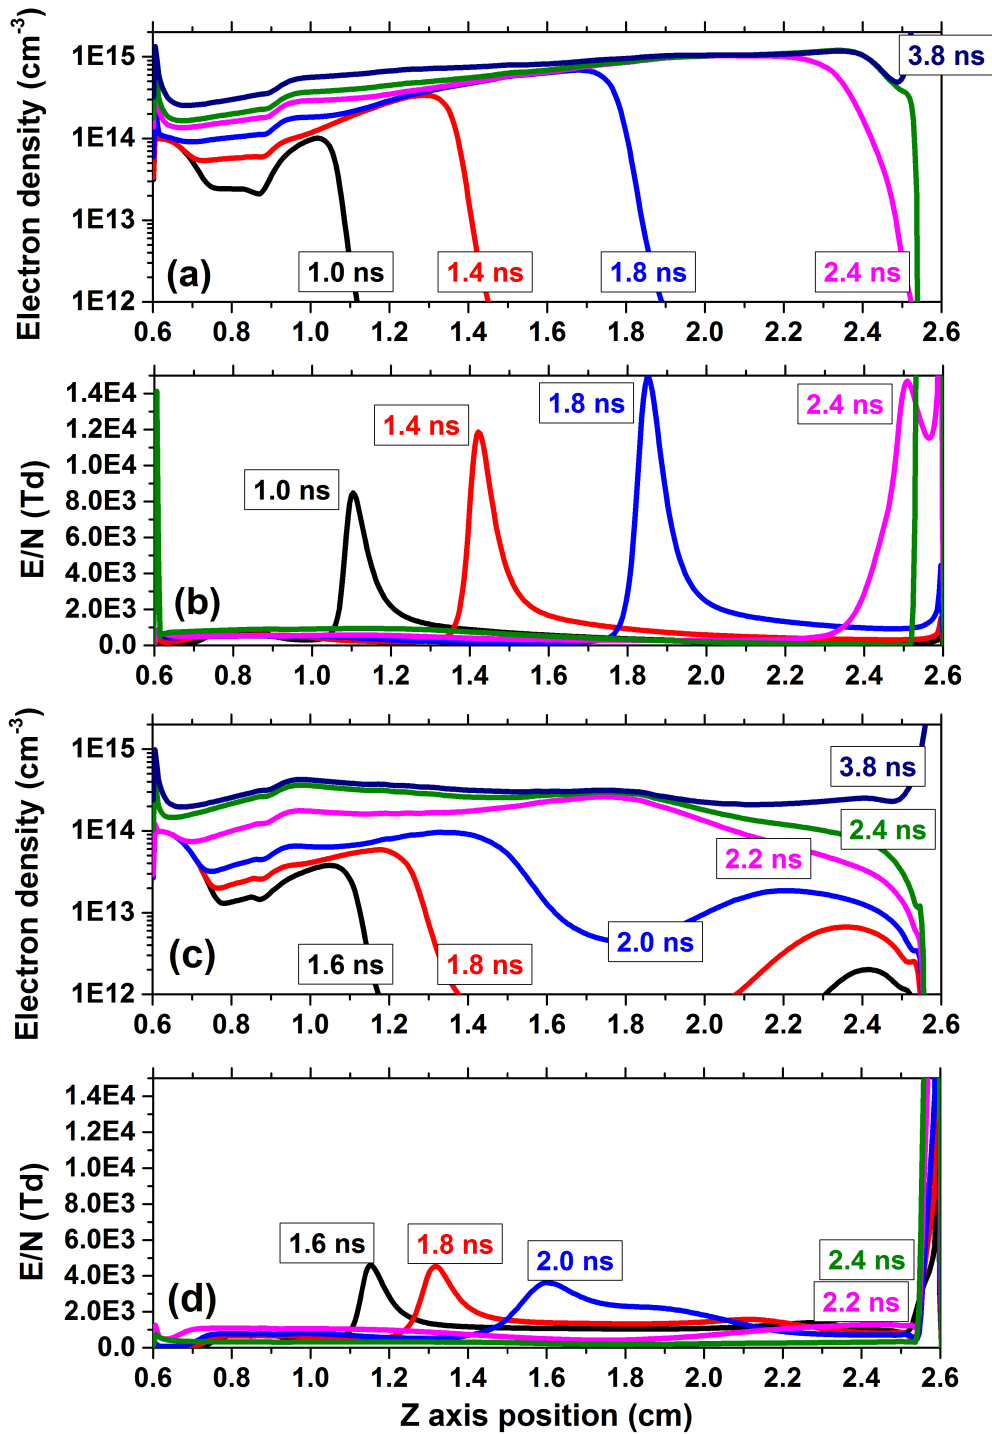 Electron density (cm-3)
1E15
1E14
1E13
1E12
3.8 ns
1.0 ns
1.4 ns
1.8 ns
2.4 ns
(a)
0.6 0.8 1.0 1.2 1.4 1.6 1.8 2.0 2.2 2.4 2.6
E/N (Td)
1.4E4
1.2E4
1.0E4
8.0E3
6.0E3
4.0E3
2.0E3
0.0
1.0 ns
1.4 ns
1.8 ns
2.4 ns
(b)
0.6 0.8 1.0 1.2 1.4 1.6 1.8 2.0 2.2 2.4 2.6
Electron density (cm-3)
1E15
1E14
1E13
1E12
3.8 ns
2.4 ns
2.2 ns
2.0 ns
1.6 ns
1.8 ns
(c)
0.6 0.8 1.0 1.2 1.4 1.6 1.8 2.0 2.2 2.4 2.6
E/N (Td)
1.4E4
1.2E4
1.0E4
8.0E3
6.0E3
4.0E3
2.0E3
0.0
1.6 ns
1.8 ns
2.0 ns
2.4 ns
2.2 ns
(d)
0.6 0.8 1.0 1.2 1.4 1.6 1.8 2.0 2.2 2.4 2.6
Z axis position (cm)